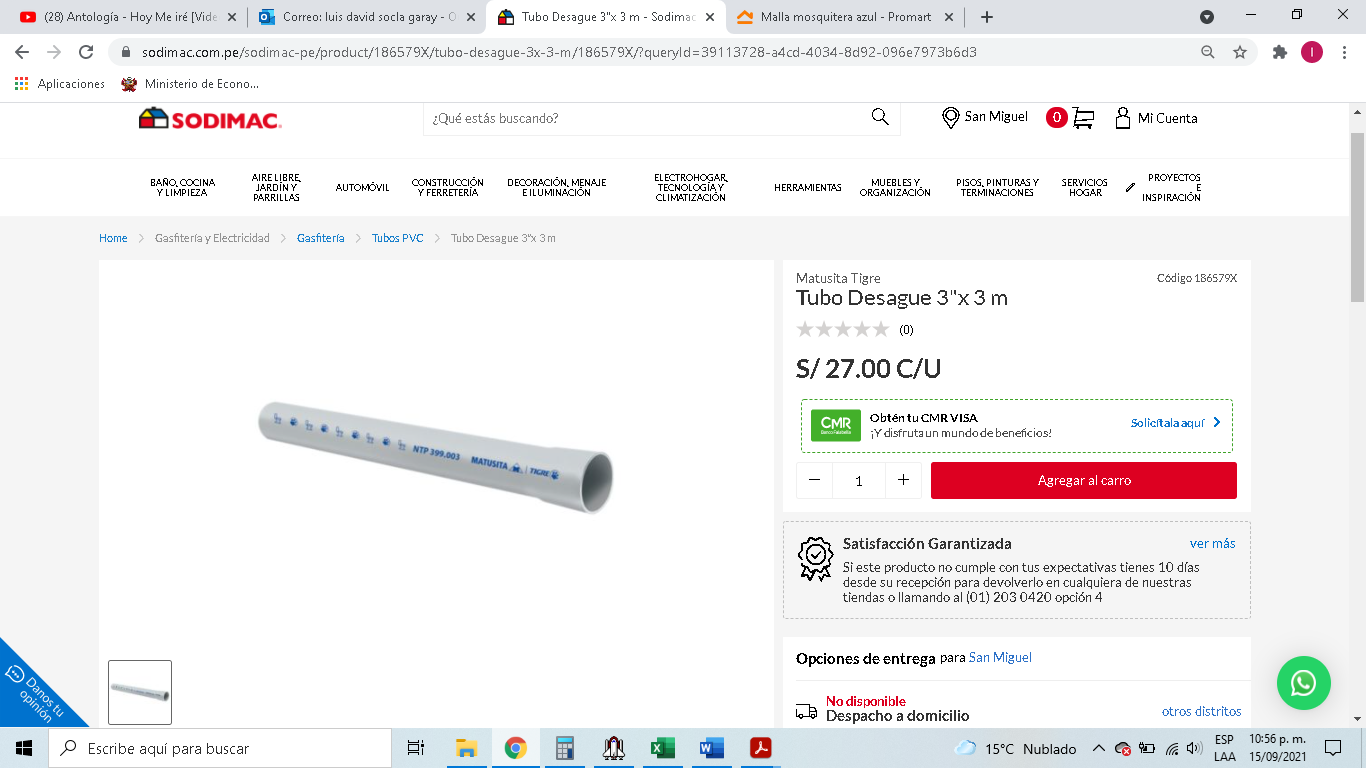 (28) Antología - Hoy Me iré [Vide
Correo: luis david socla garay - O
Tubo Desague 3"x 3 m - Sodimac
Malla mosquitera azul - Promart
sodimac.com.pe/sodimac-pe/product/186579X/tubo-desague-3x-3-m/186579X/?queryId=39113728-a4cd-4034-8d92-096e7973b6d3
I
Aplicaciones
Ministerio de Econo...
SODIMAC
¿Qué estás buscando?
San Miguel
0
Mi Cuenta
BAÑO, COCINA
Y LIMPIEZA
AIRE LIBRE,
JARDÍN Y
PARRILLAS
AUTOMÓVIL
CONSTRUCCIÓN
Y FERRETERÍA
DECORACIÓN, MENAJE
E ILUMINACIÓN
ELECTROHOGAR,
TECNOLOGÍA Y
CLIMATIZACIÓN
HERRAMIENTAS
MUEBLES Y
ORGANIZACIÓN
PISOS, PINTURAS Y
TERMINACIONES
SERVICIOS
HOGAR
PROYECTOS
E
INSPIRACIÓN
Home > Gasfitería y Electricidad > Gasfitería > Tubos PVC > Tubo Desague 3"x 3 m
NTP 399.003 MATUSITA TIGRE
Matusita Tigre
Código 186579X
Tubo Desague 3"x 3 m
(0)
S/ 27.00 C/U
CMR
Banco Falabella
Obtén tu CMR VISA
¡Y disfruta un mundo de beneficios!
Solicítala aquí
− 1 +
Agregar al carro
Satisfacción Garantizada
ver más
Si este producto no cumple con tus expectativas tienes 10 días
desde su recepción para devolverlo en cualquiera de nuestras
tiendas o llamando al (01) 203 0420 opción 4
Opciones de entrega para San Miguel
No disponible
Despacho a domicilio
otros distritos
Danos tu
opinión
Escribe aquí para buscar
15°C Nublado
ESP
LAA
10:56 p. m.
15/09/2021